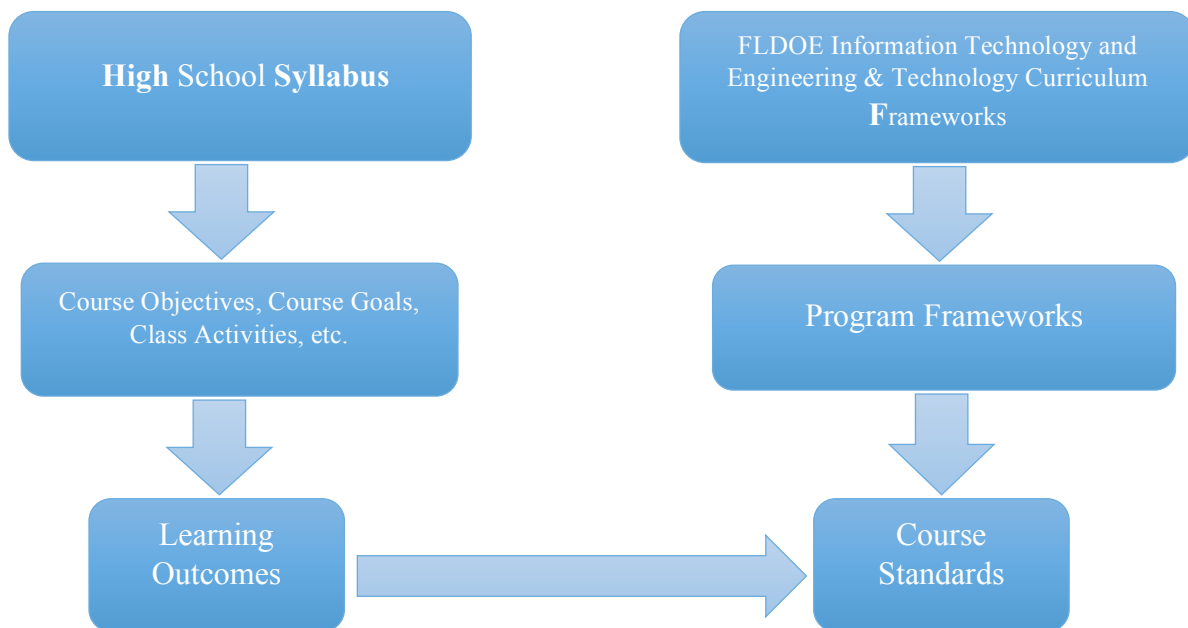 High School Syllabus
FLDOE Information Technology and
Engineering & Technology Curriculum
Frameworks
Course Objectives, Course Goals,
Class Activities, etc.
Program Frameworks
Learning
Outcomes
Course
Standards